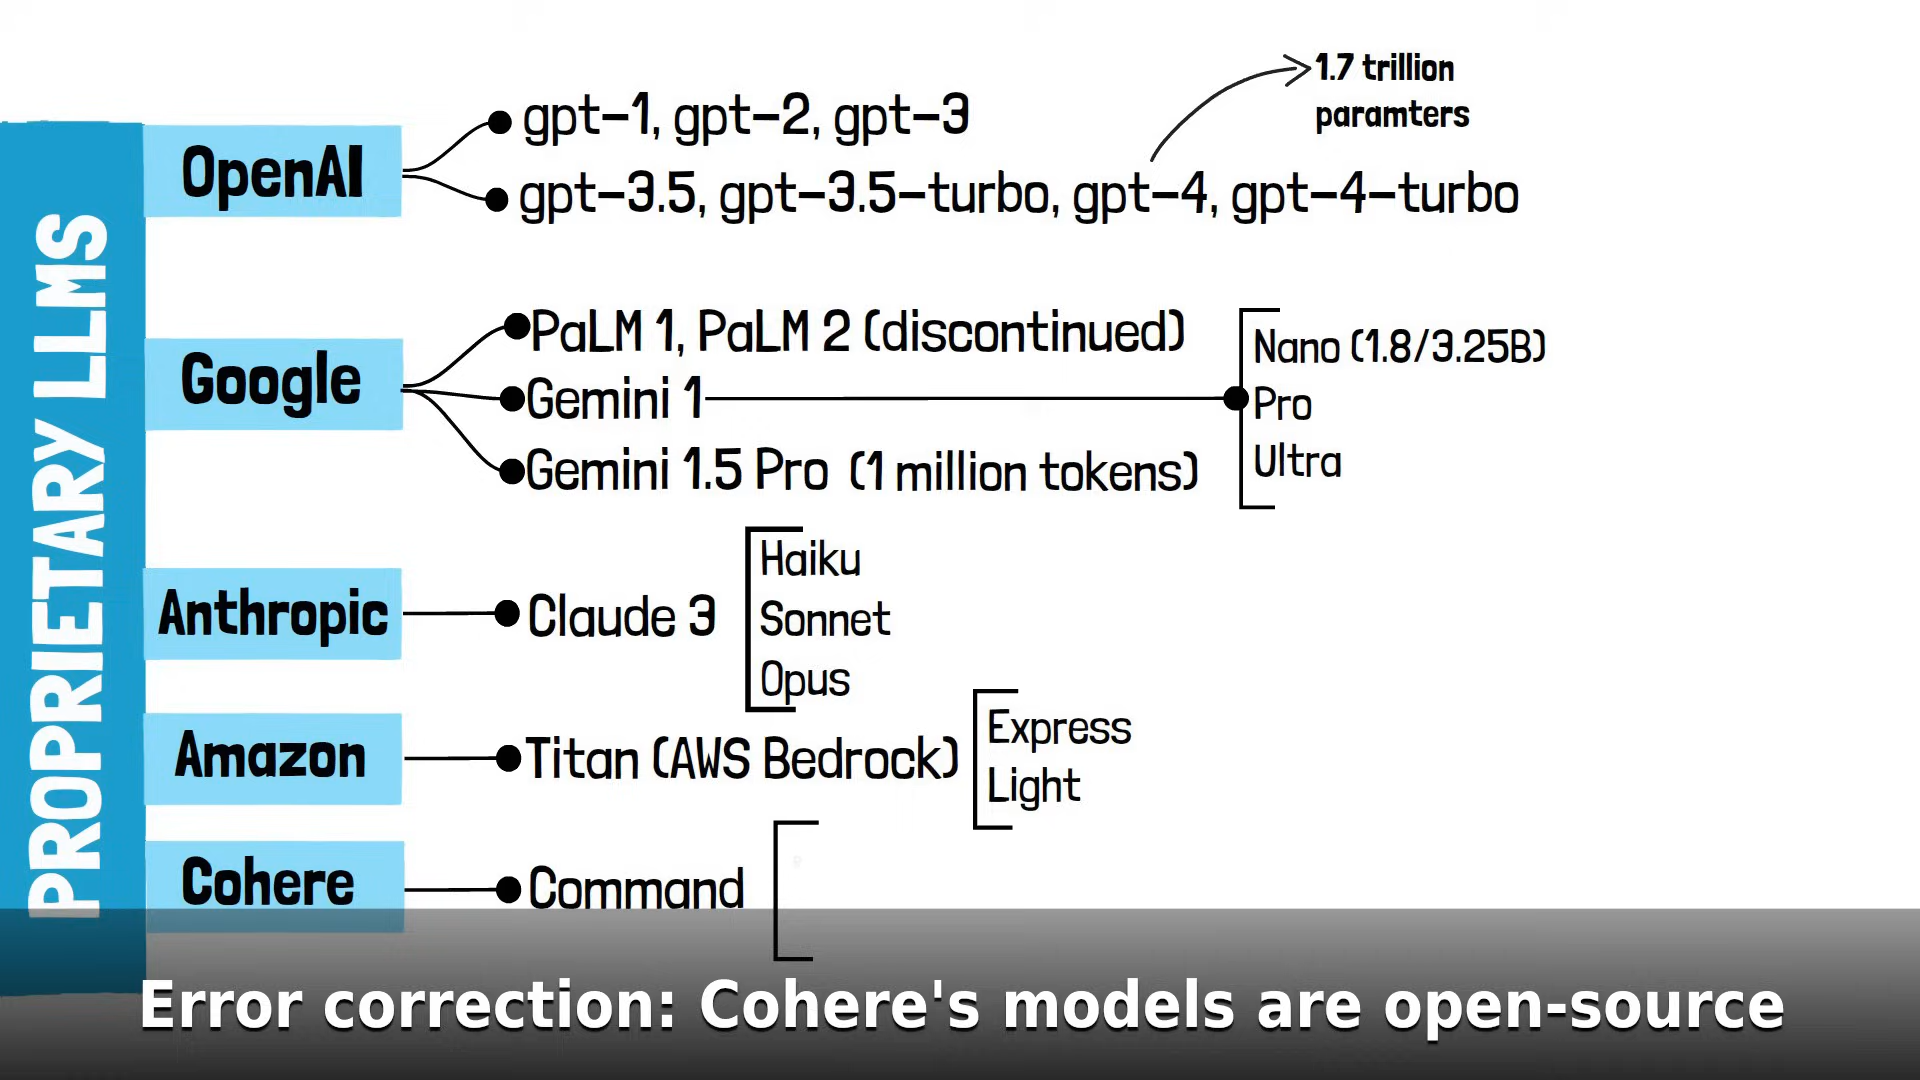 PROPRIETARY LLMS
OpenAI
gpt-1, gpt-2, gpt-3
gpt-3.5, gpt-3.5-turbo, gpt-4, gpt-4-turbo
1.7 trillion
paramters
Google
PaLM 1, PaLM 2 (discontinued)
Gemini 1
Gemini 1.5 Pro (1 million tokens)
Nano (1.8/3.25B)
Pro
Ultra
Anthropic
Claude 3
Haiku
Sonnet
Opus
Amazon
Titan (AWS Bedrock)
Express
Light
Cohere
Command
Error correction: Cohere's models are open-source